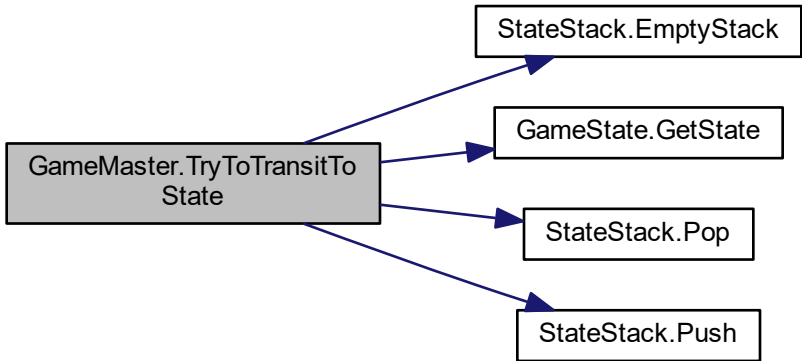 StateStack.EmptyStack
GameState.GetState
GameMaster.TryToTransitTo
State
StateStack.Pop
StateStack.Push